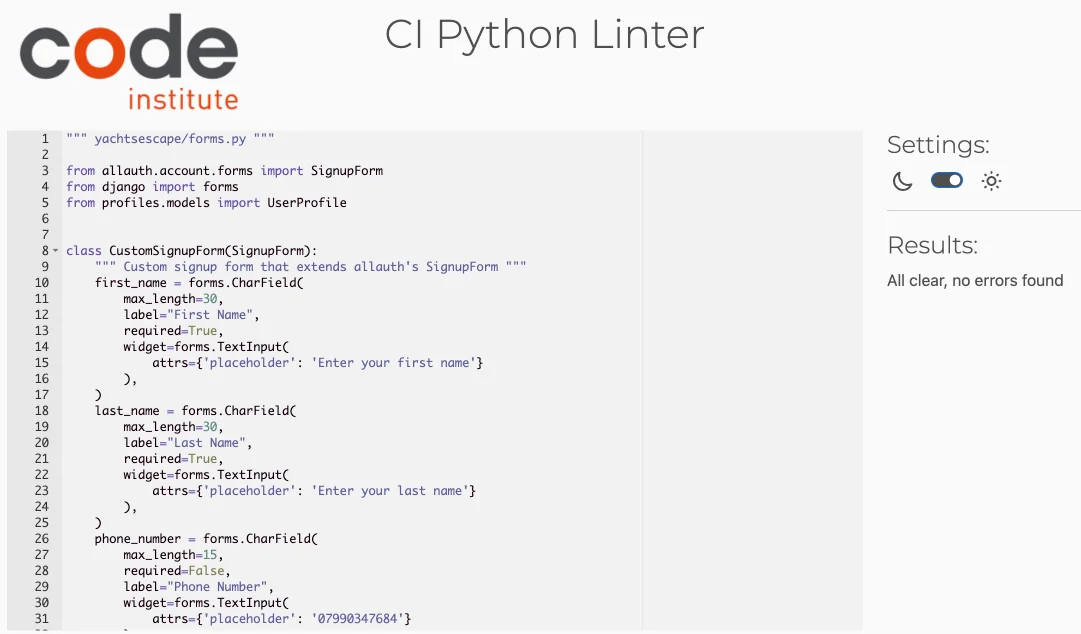 code
institute
CI Python Linter
1 """ yachtsescape/forms.py """
2
3 from allauth.account.forms import SignupForm
4 from django import forms
5 from profiles.models import UserProfile
6
7
8 class CustomSignupForm(SignupForm):
9     """ Custom signup form that extends allauth's SignupForm """
10     first_name = forms.CharField(
11         max_length=30,
12         label="First Name",
13         required=True,
14         widget=forms.TextInput(
15             attrs={'placeholder': 'Enter your first name'}
16         ),
17     )
18     last_name = forms.CharField(
19         max_length=30,
20         label="Last Name",
21         required=True,
22         widget=forms.TextInput(
23             attrs={'placeholder': 'Enter your last name'}
24         ),
25     )
26     phone_number = forms.CharField(
27         max_length=15,
28         required=False,
29         label="Phone Number",
30         widget=forms.TextInput(
31             attrs={'placeholder': '07990347684'}
Settings:
Results:
All clear, no errors found